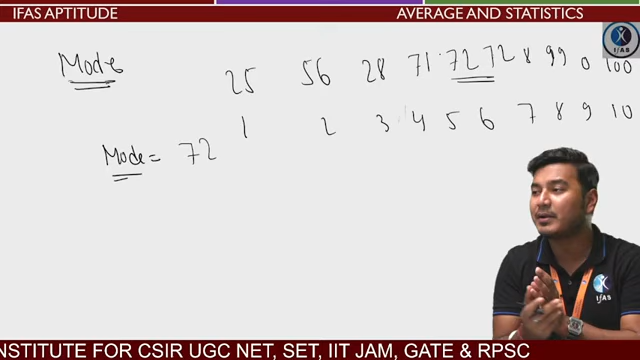 IFAS APTITUDE AVERAGE AND STATISTICS
Mode 25 56 28 71 72 72 8 99 0 100
1 2 3 4 5 6 7 8 9 10
Mode = 72
IFAS
IFAS
NSTITUTE FOR CSIR UGC NET, SET, IIT JAM, GATE & RPSC